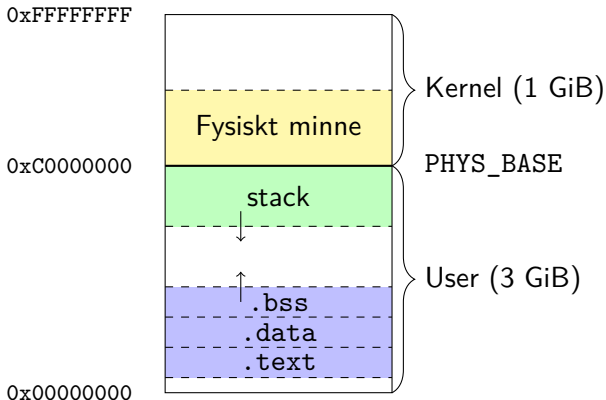 0xFFFFFFFF
Kernel (1 GiB)
Fysiskt minne
0xC0000000
PHYS_BASE
stack
User (3 GiB)
.bss
.data
.text
0x00000000